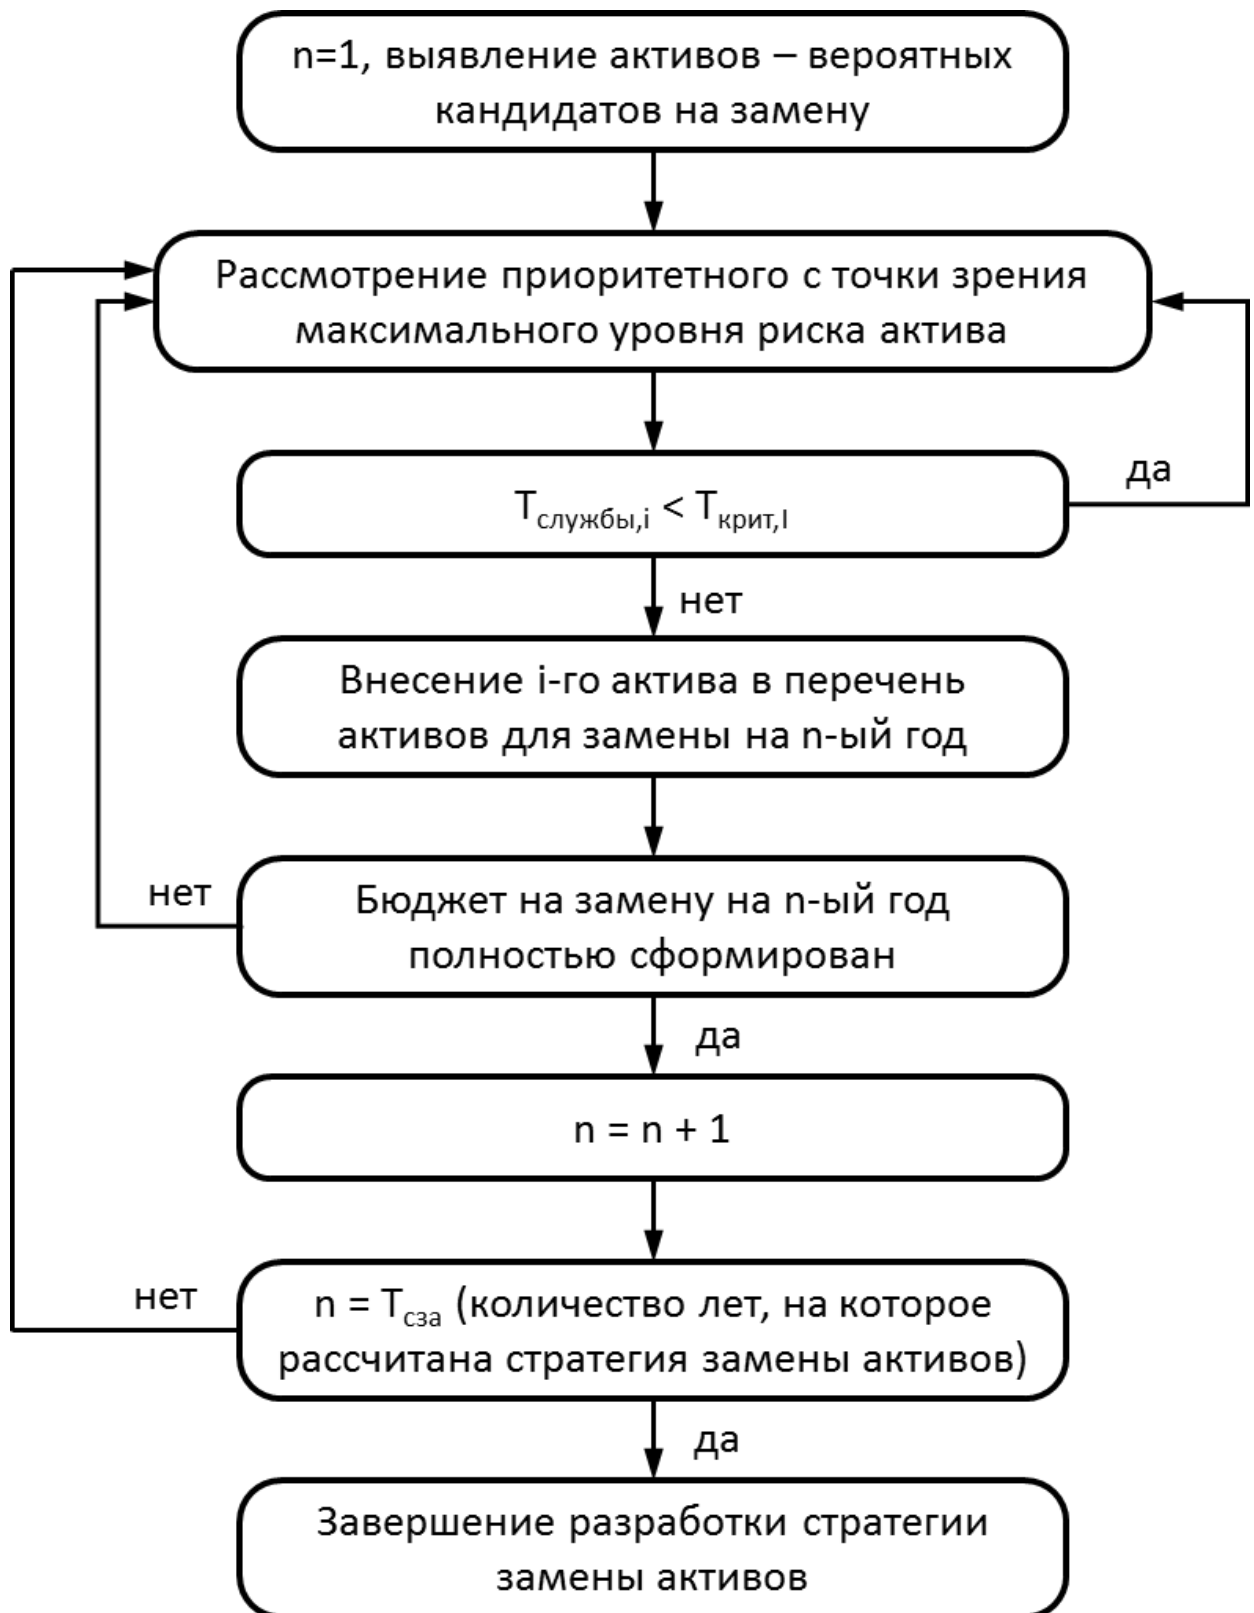 n=1, выявление активов – вероятных
кандидатов на замену
Рассмотрение приоритетного с точки зрения
максимального уровня риска актива
да
Tслужбы,i < Tкрит,I
нет
Внесение i-го актива в перечень
активов для замены на n-ый год
нет
Бюджет на замену на n-ый год
полностью сформирован
да
n = n + 1
нет
n = Tсза (количество лет, на которое
рассчитана стратегия замены активов)
да
Завершение разработки стратегии
замены активов